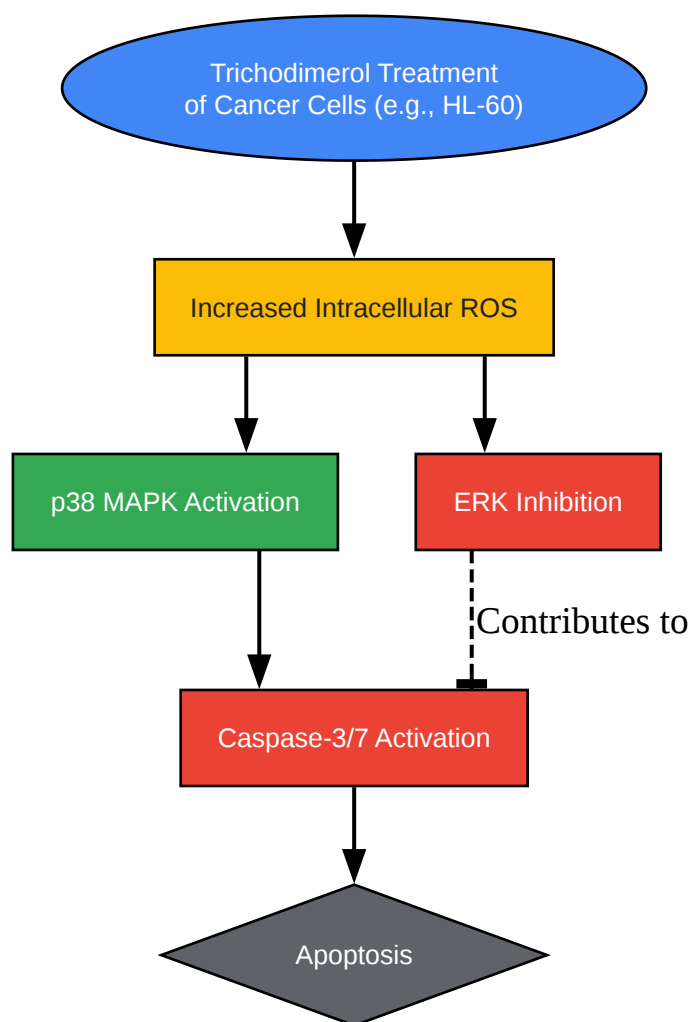 Trichodimerol Treatment
of Cancer Cells (e.g., HL-60)
Increased Intracellular ROS
p38 MAPK Activation
ERK Inhibition
Contributes to
Caspase-3/7 Activation
Apoptosis